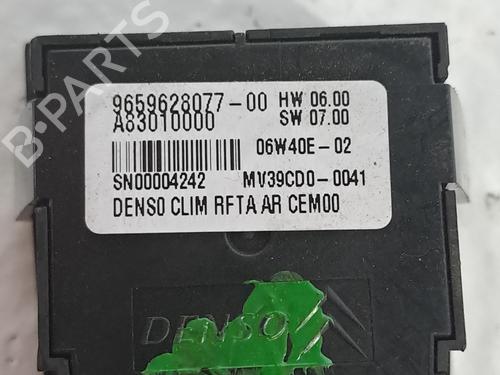 B-PARTS
9659628077-00 HW 06.00
A83010000 SW 07.00
06W40E-02
SN00004242 MV39CD0-0041
DENSO CLIM RFTA AR CEM00
DENSO